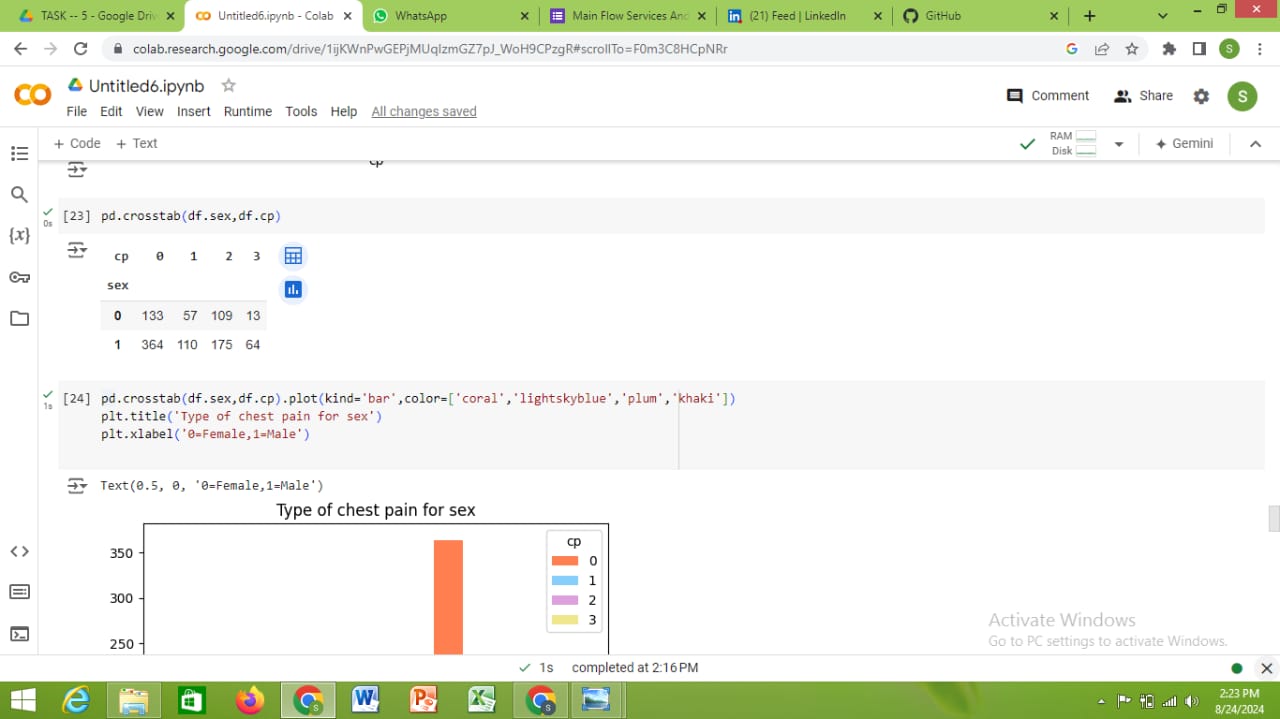 TASK -- 5 - Google Driv
Untitled6.ipynb - Colab
WhatsApp
Main Flow Services And
(21) Feed | LinkedIn
GitHub
colab.research.google.com/drive/1ijKWnPwGEPjMUqIzmGZ7pJ_WoH9CPzgR#scrollTo=F0m3C8HCpNRr
Untitled6.ipynb
File Edit View Insert Runtime Tools Help All changes saved
Comment Share S
+ Code + Text
RAM
Disk
Gemini
cp
[23] pd.crosstab(df.sex,df.cp)
0s
cp 0 1 2 3
sex
0 133 57 109 13
1 364 110 175 64
[24] pd.crosstab(df.sex,df.cp).plot(kind='bar',color=['coral','lightskyblue','plum','khaki'])
1s
plt.title('Type of chest pain for sex')
plt.xlabel('0=Female,1=Male')
Text(0.5, 0, '0=Female,1=Male')
Type of chest pain for sex
cp
0
1
2
3
350
300
250
Activate Windows
Go to PC settings to activate Windows.
1s completed at 2:16 PM
2:23 PM
8/24/2024